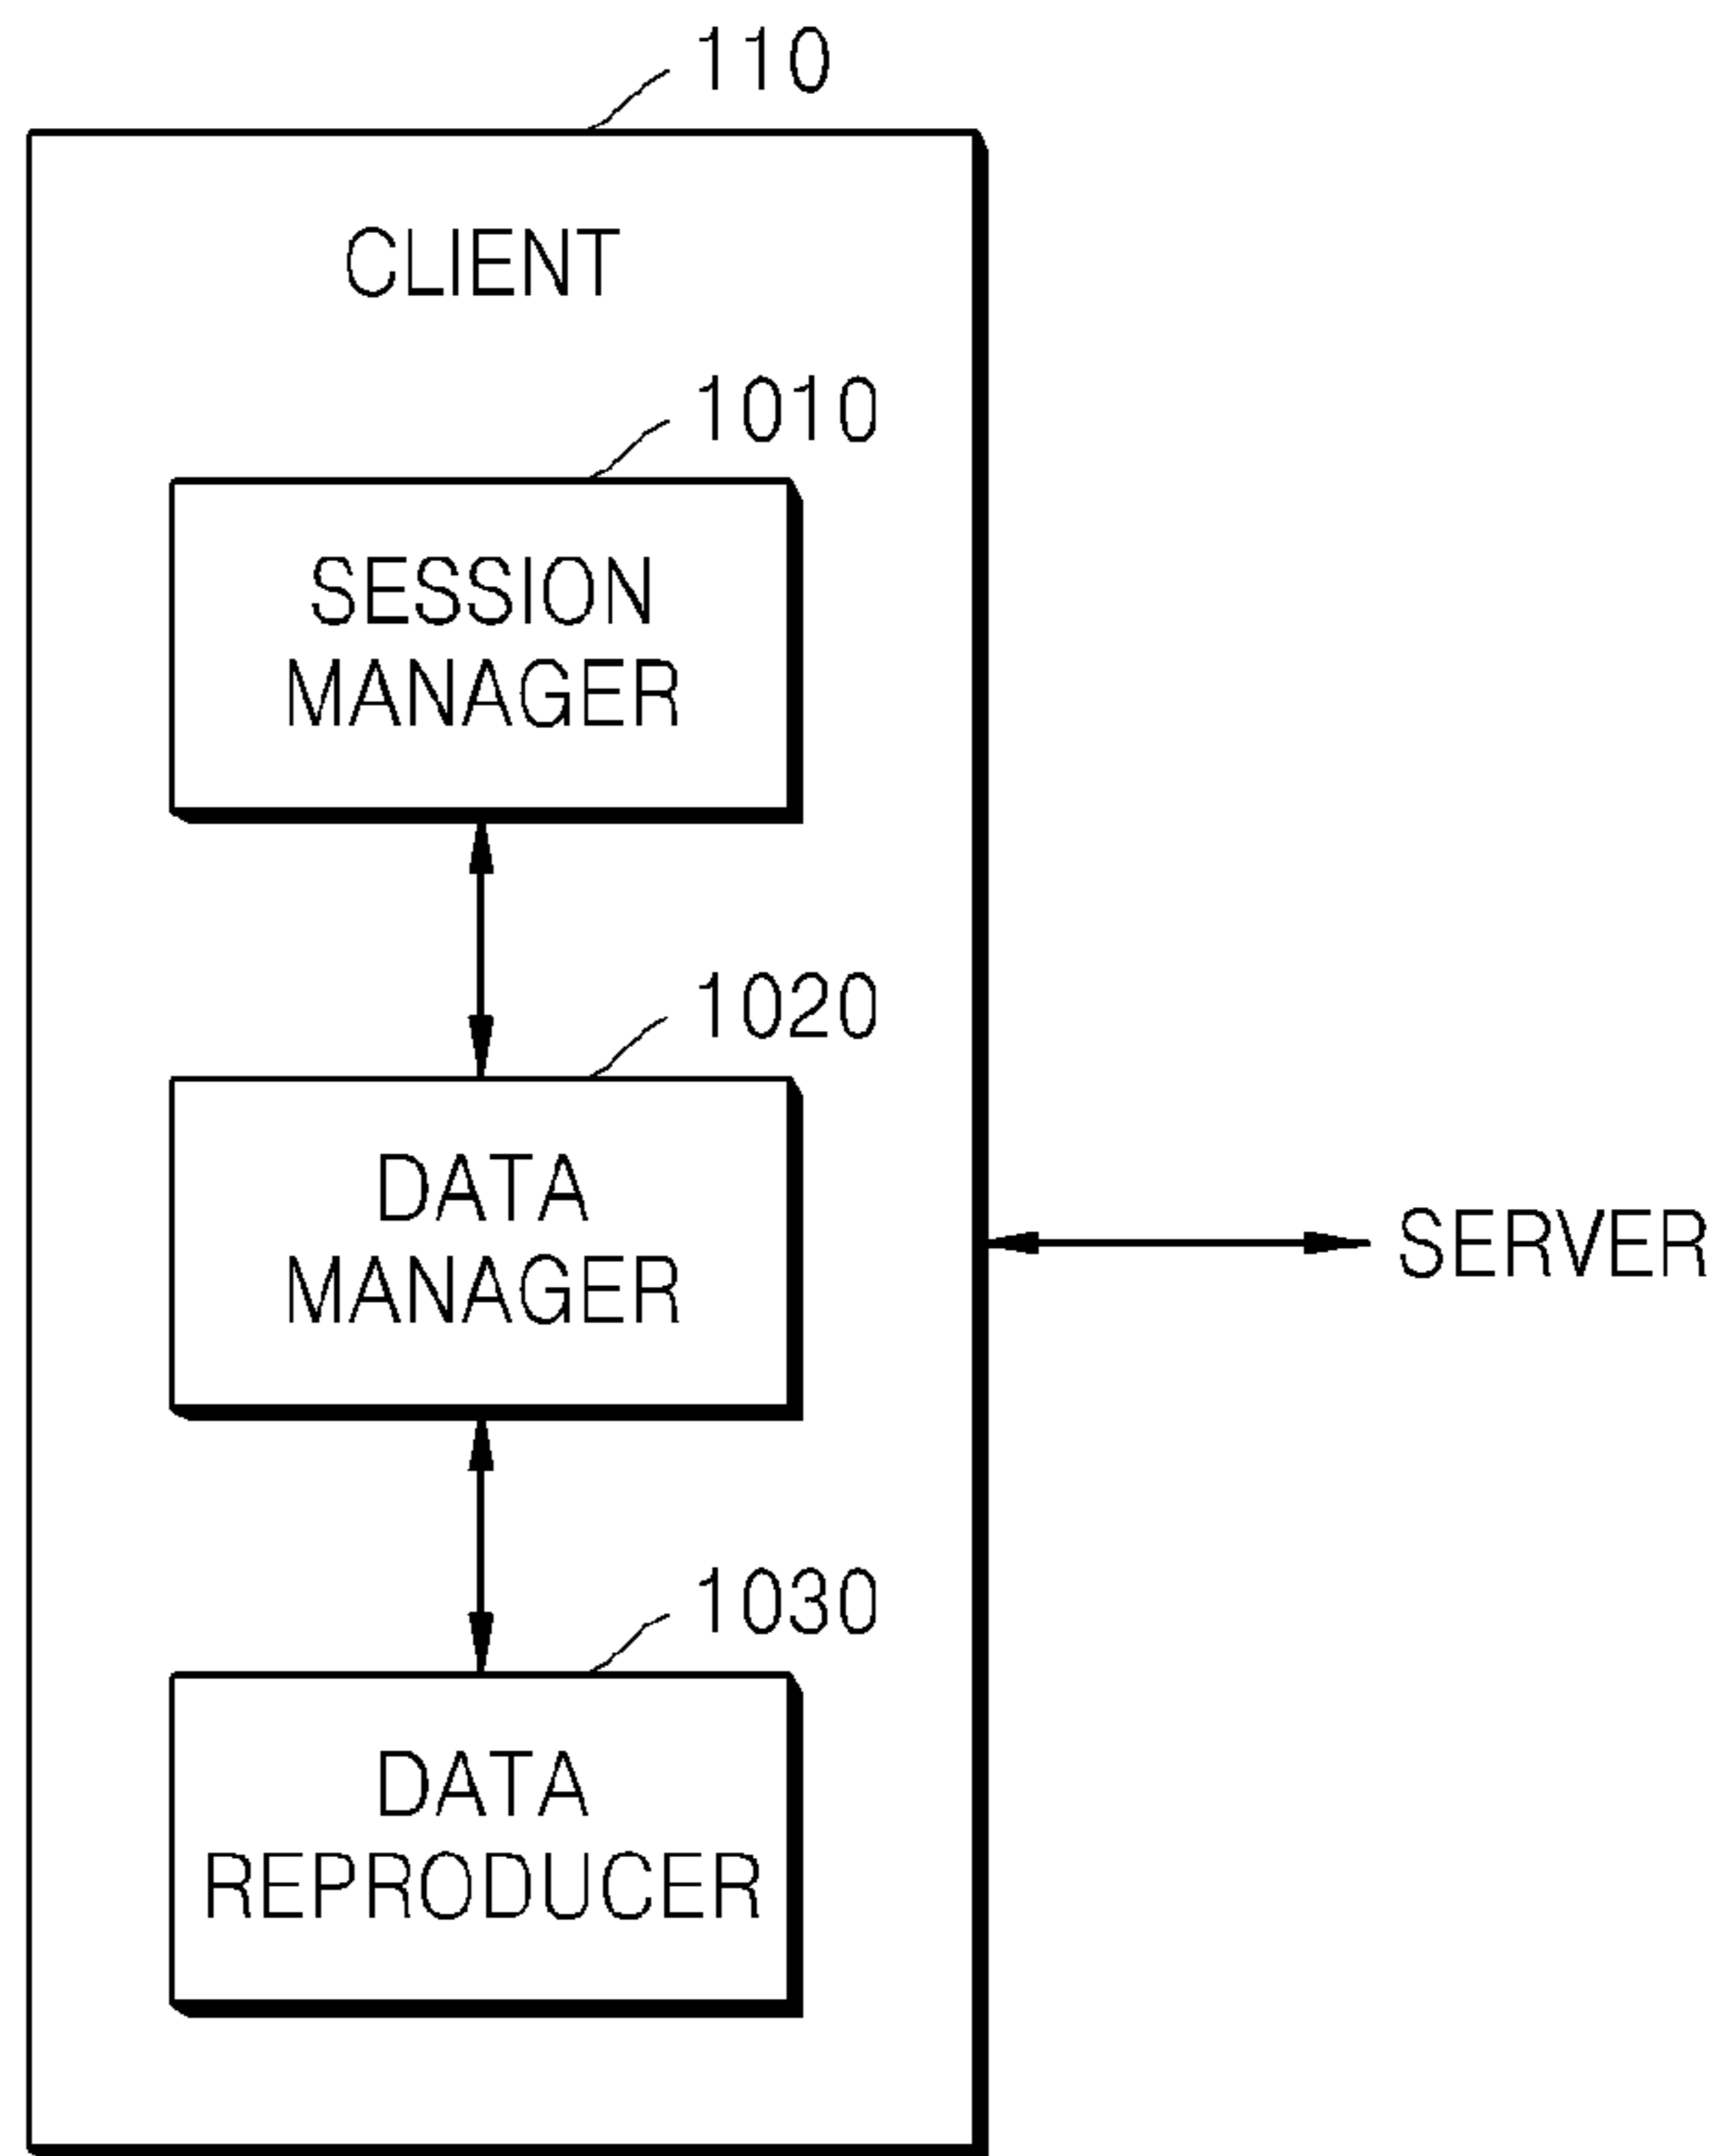 110
CLIENT
1010
SESSION
MANAGER
1020
DATA
MANAGER
SERVER
1030
DATA
REPRODUCER